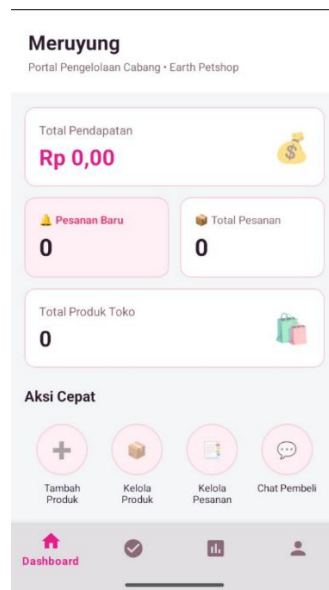 Meruyung
Portal Pengelolaan Cabang • Earth Petshop
Total Pendapatan
Rp 0,00
Pesanan Baru
0
Total Pesanan
0
Total Produk Toko
0
Aksi Cepat
Tambah
Produk
Kelola
Produk
Kelola
Pesanan
Chat Pembeli
Dashboard